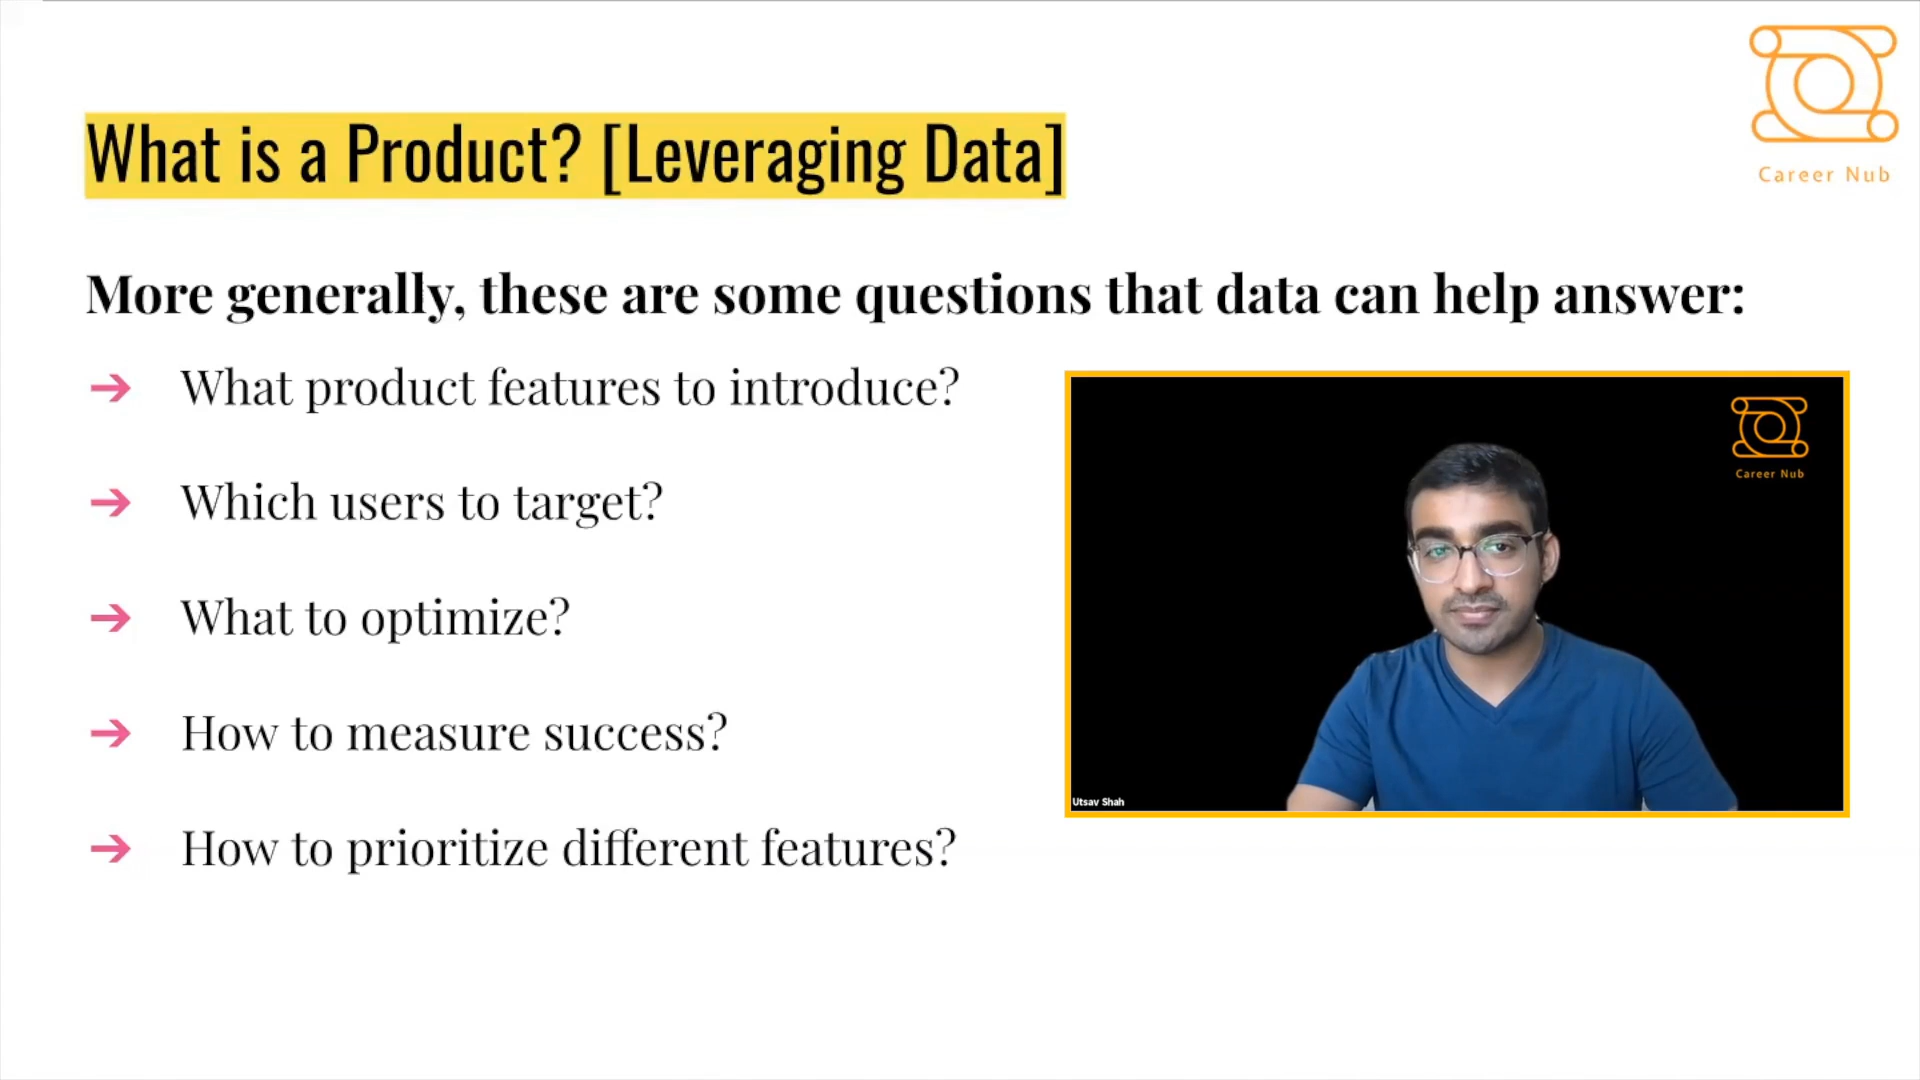 Career Nub
What is a Product? [Leveraging Data]
More generally, these are some questions that data can help answer:
➔ What product features to introduce?
➔ Which users to target?
➔ What to optimize?
➔ How to measure success?
➔ How to prioritize different features?
Career Nub
Utsav Shah